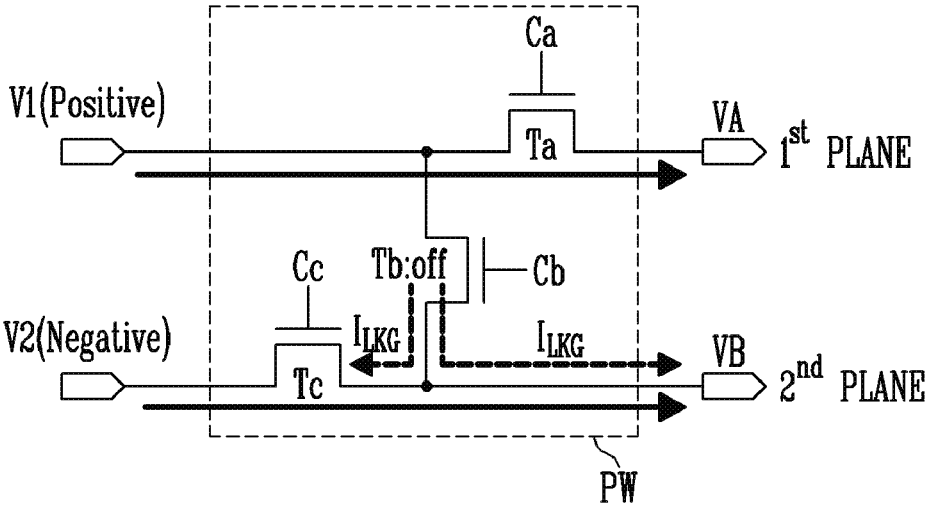 Ca
V1(Positive)
VA
Ta
1st PLANE
Cc
Tb:off
Cb
V2(Negative)
ILKG
ILKG
VB
Tc
2nd PLANE
PW